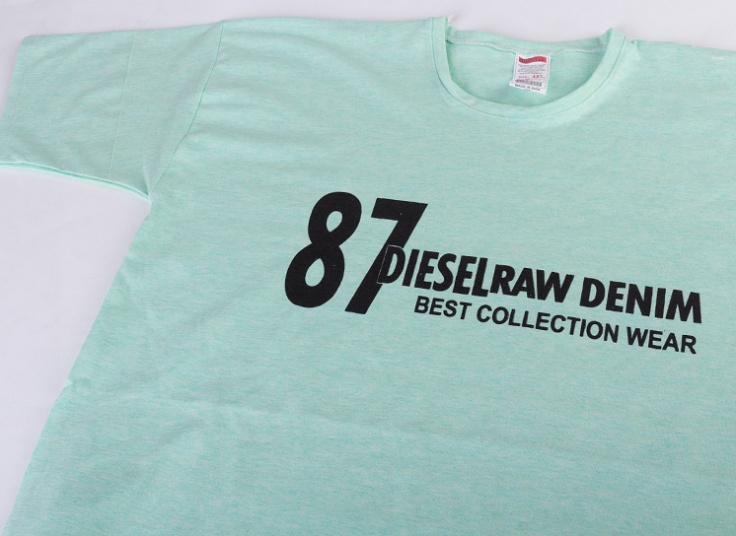 87
DIESELRAW DENIM
BEST COLLECTION WEAR